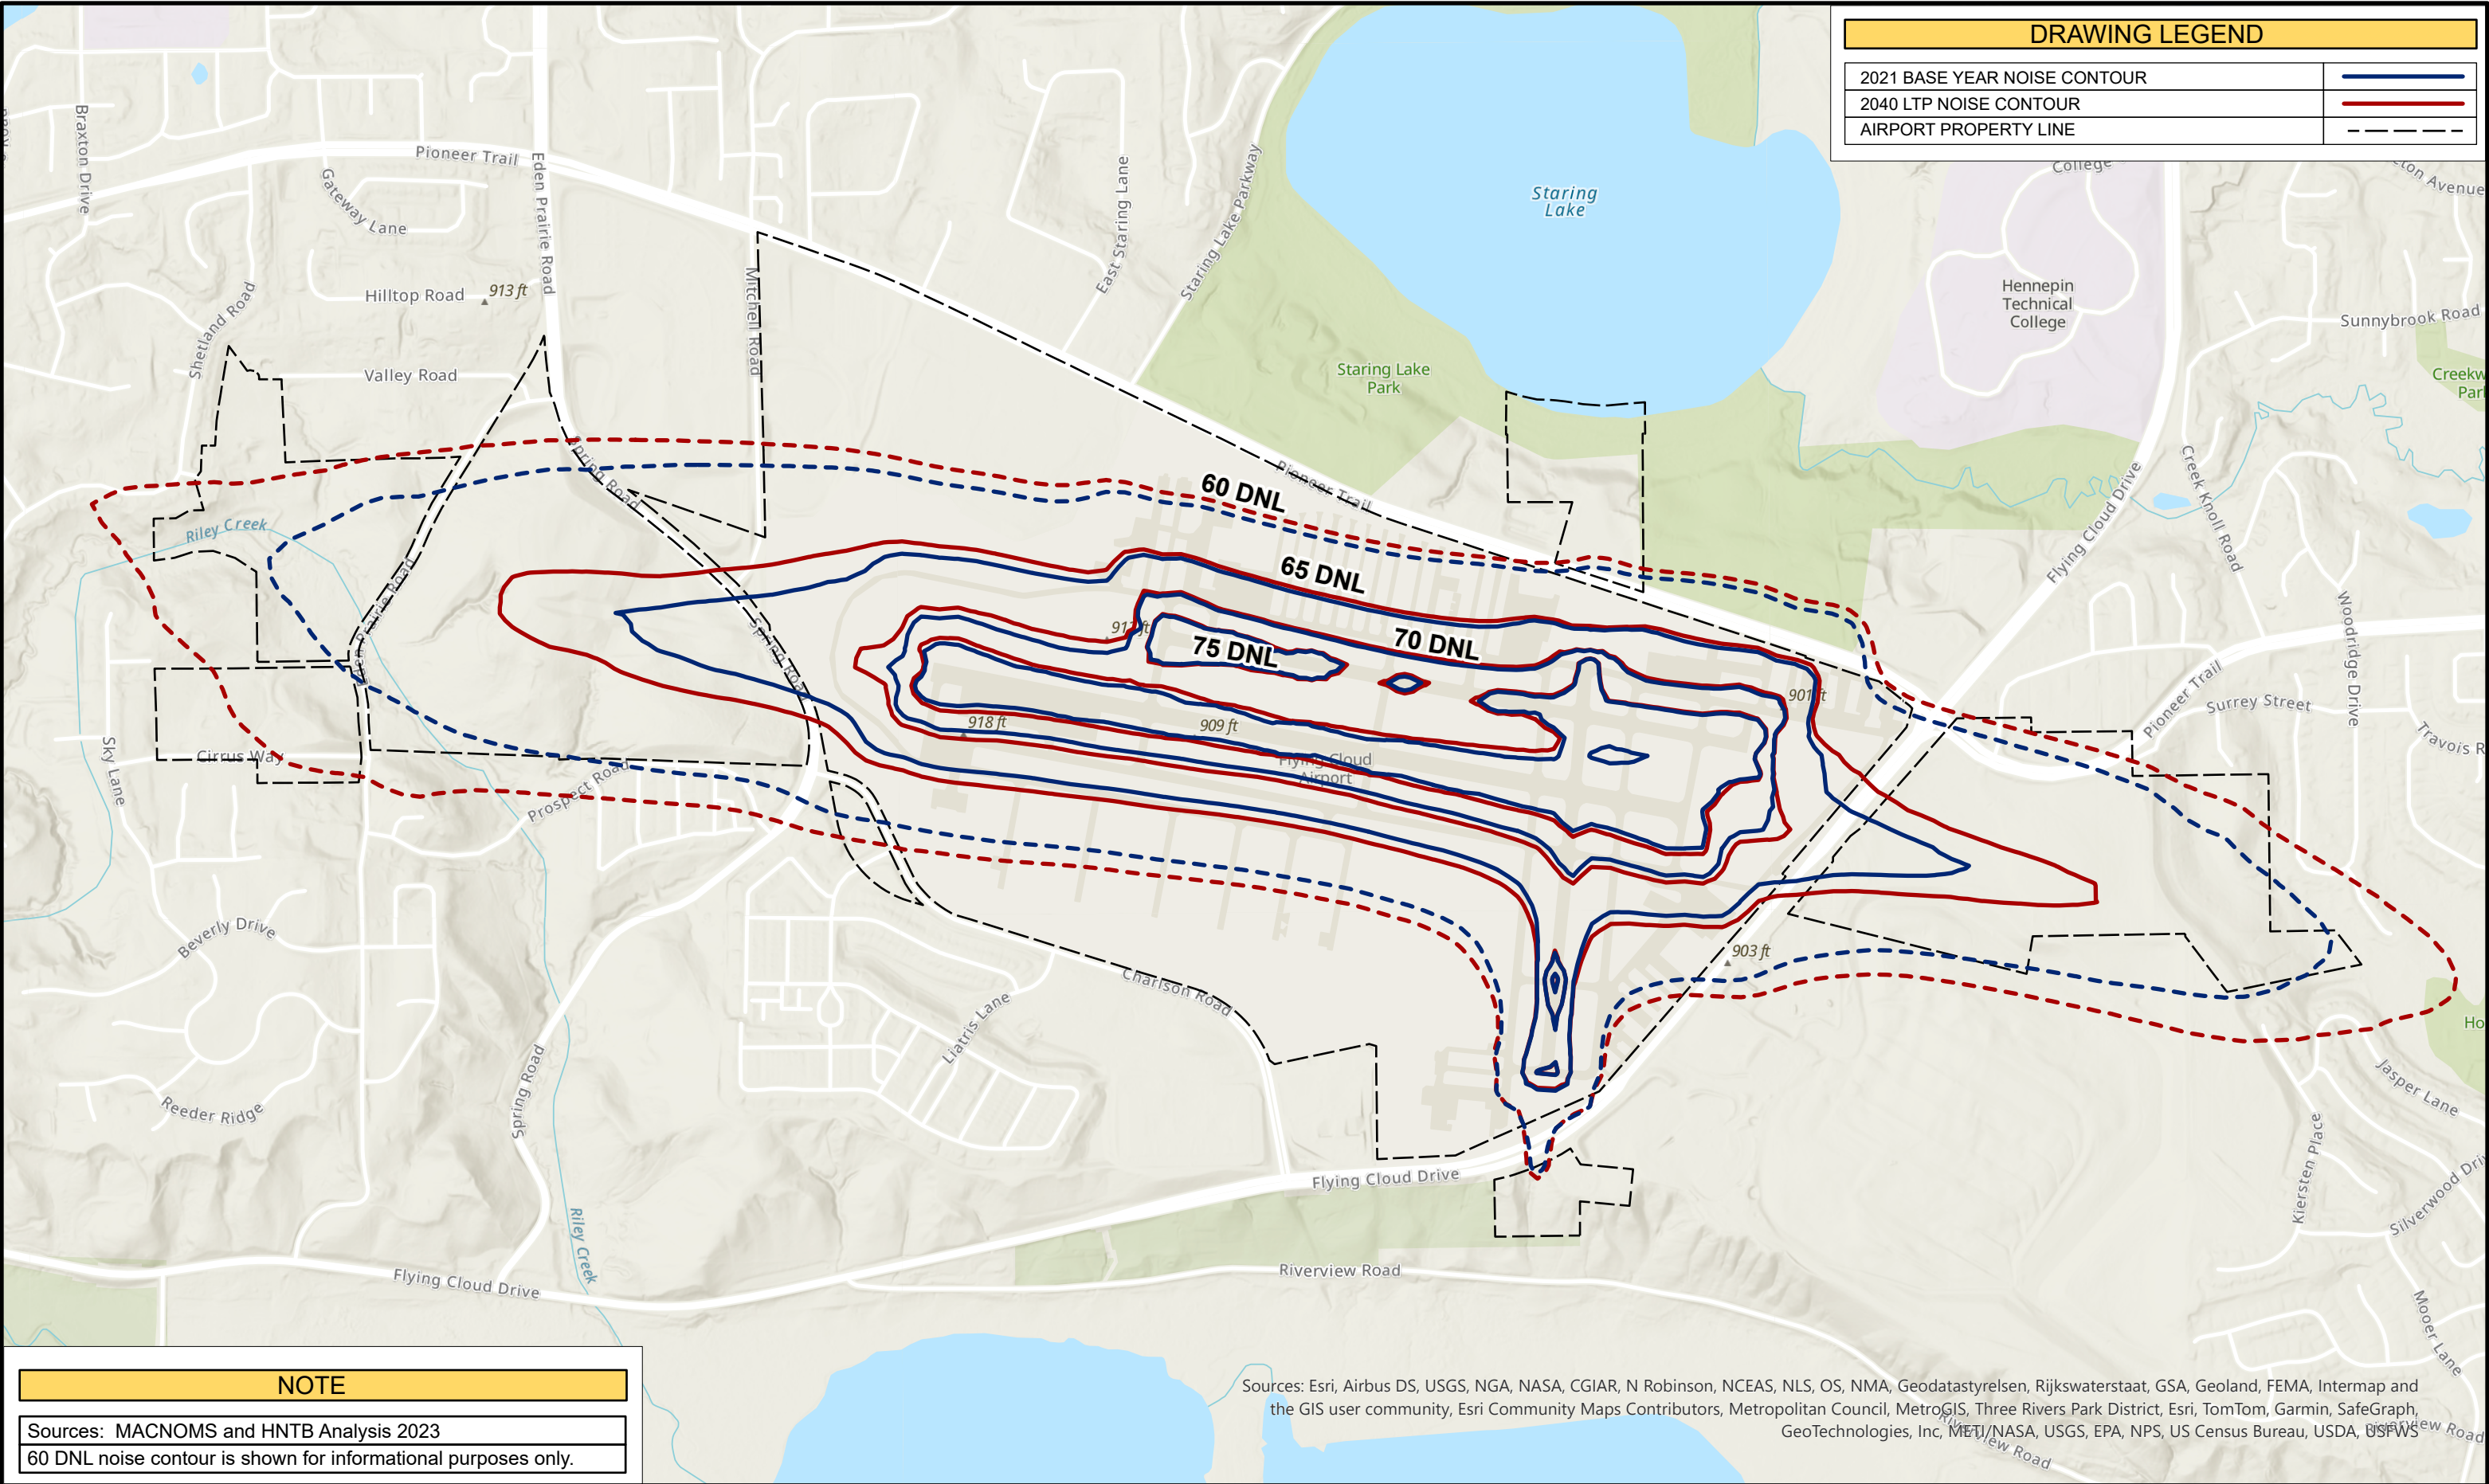 DRAWING LEGEND
2021 BASE YEAR NOISE CONTOUR
2040 LTP NOISE CONTOUR
AIRPORT PROPERTY LINE
Braxton Drive
Pioneer Trail
Gateway Lane
Eden Prairie Road
Hilltop Road
913 ft
Shetland Road
Valley Road
Mitchell Road
East Staring Lane
Staring Lake Parkway
Staring
Lake
Staring Lake
Park
College
Hennepin
Technical
College
Sunnybrook Road
Creek Knoll Road
Flying Cloud Drive
Woodridge Drive
Pioneer Trail
Surrey Street
Spring Road
Pioneer Trail
60 DNL
65 DNL
70 DNL
75 DNL
Riley Creek
Eden Prairie Road
Spring Road
918 ft
909 ft
901 ft
Flying Cloud
Airport
Sky Lane
Cirrus Way
Prospect Road
Beverly Drive
Reeder Ridge
Spring Road
Riley Creek
Liatris Lane
Charlson Road
903 ft
Flying Cloud Drive
Flying Cloud Drive
Riverview Road
Jasper Lane
Kiersten Place
Mooer Lane
Riverview Road
Riverview Road
NOTE
Sources: MACNOMS and HNTB Analysis 2023
60 DNL noise contour is shown for informational purposes only.
Sources: Esri, Airbus DS, USGS, NGA, NASA, CGIAR, N Robinson, NCEAS, NLS, OS, NMA, Geodatastyrelsen, Rijkswaterstaat, GSA, Geoland, FEMA, Intermap and
the GIS user community, Esri Community Maps Contributors, Metropolitan Council, MetroGIS, Three Rivers Park District, Esri, TomTom, Garmin, SafeGraph,
GeoTechnologies, Inc, METI/NASA, USGS, EPA, NPS, US Census Bureau, USDA, USFWS